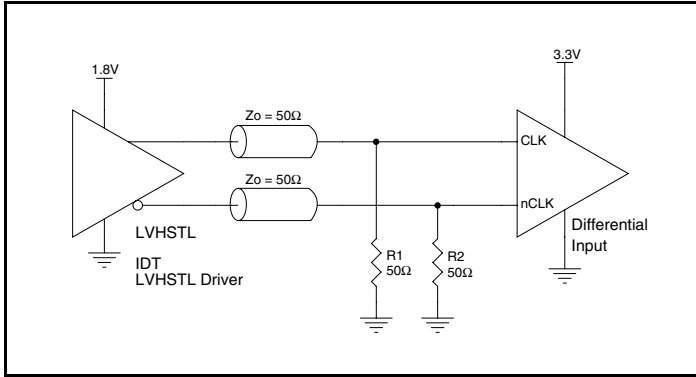 3.3V
1.8V
Zo = 50Ω
CLK
Zo = 50Ω
nCLK
LVHSTL
Differential
Input
IDT
LVHSTL Driver
R1
50Ω
R2
50Ω